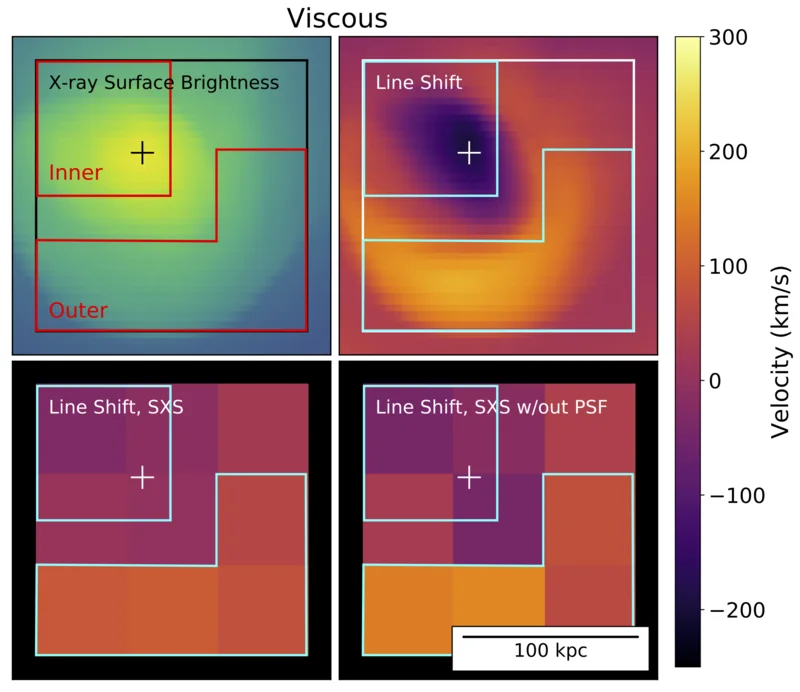 Viscous
X-ray Surface Brightness
Inner
Outer
Line Shift
Line Shift, SXS
Line Shift, SXS w/out PSF
100 kpc
300
200
100
0
−100
−200
Velocity (km/s)